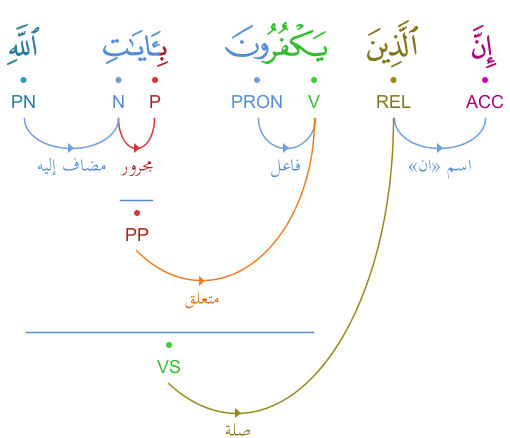 إِنَّ ٱلَّذِينَ يَكْفُرُونَ بِـَٔايَـٰتِ ٱللَّهِ
ACC REL V PRON P N PN
اسم «ان» فاعل مجرور مضاف إليه
PP
متعلق
VS
صلة